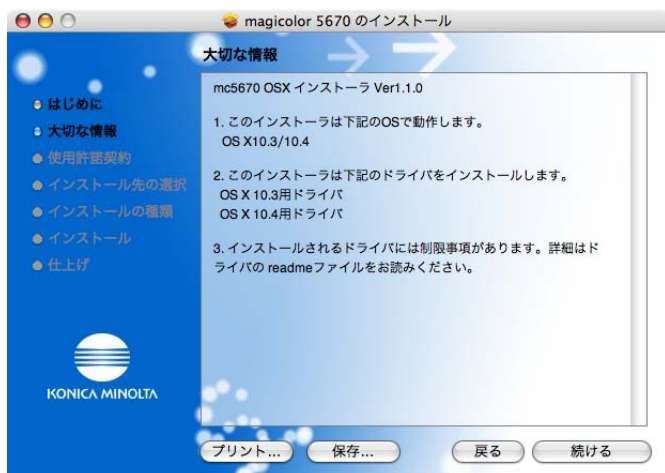 magicolor 5670 のインストール
大切な情報
はじめに
大切な情報
使用許諾契約
インストール先の選択
インストールの種類
インストール
仕上げ
KONICA MINOLTA
mc5670 OSX インストーラ Ver1.1.0
1. このインストーラは下記のOSで動作します。
OS X10.3/10.4
2. このインストーラは下記のドライバをインストールします。
OS X 10.3用ドライバ
OS X 10.4用ドライバ
3. インストールされるドライバには制限事項があります。詳細はド
ライバの readmeファイルをお読みください。
プリント... 保存... 戻る 続ける